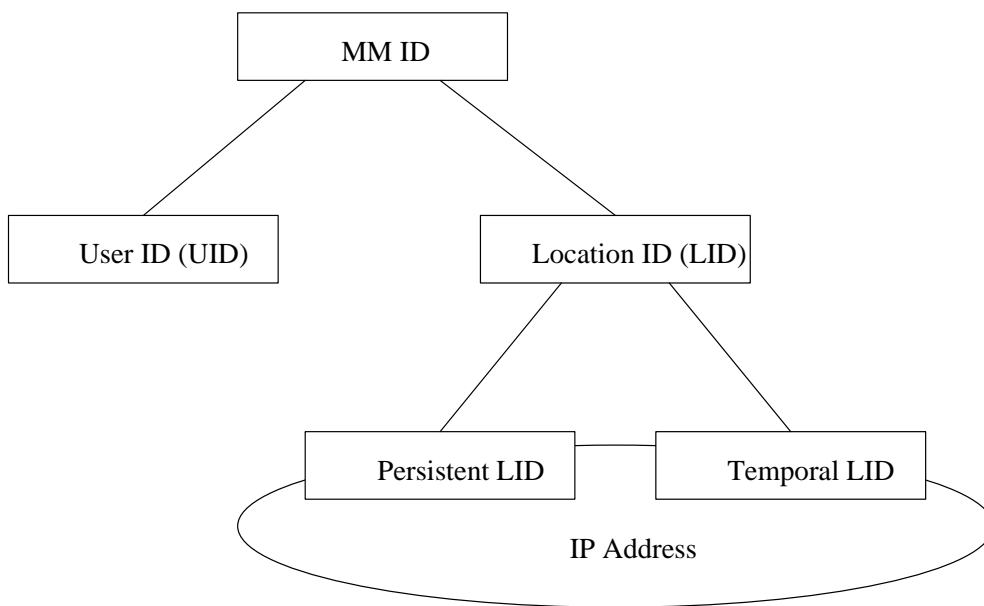 MM ID
User ID (UID)
Location ID (LID)
Persistent LID
Temporal LID
IP Address